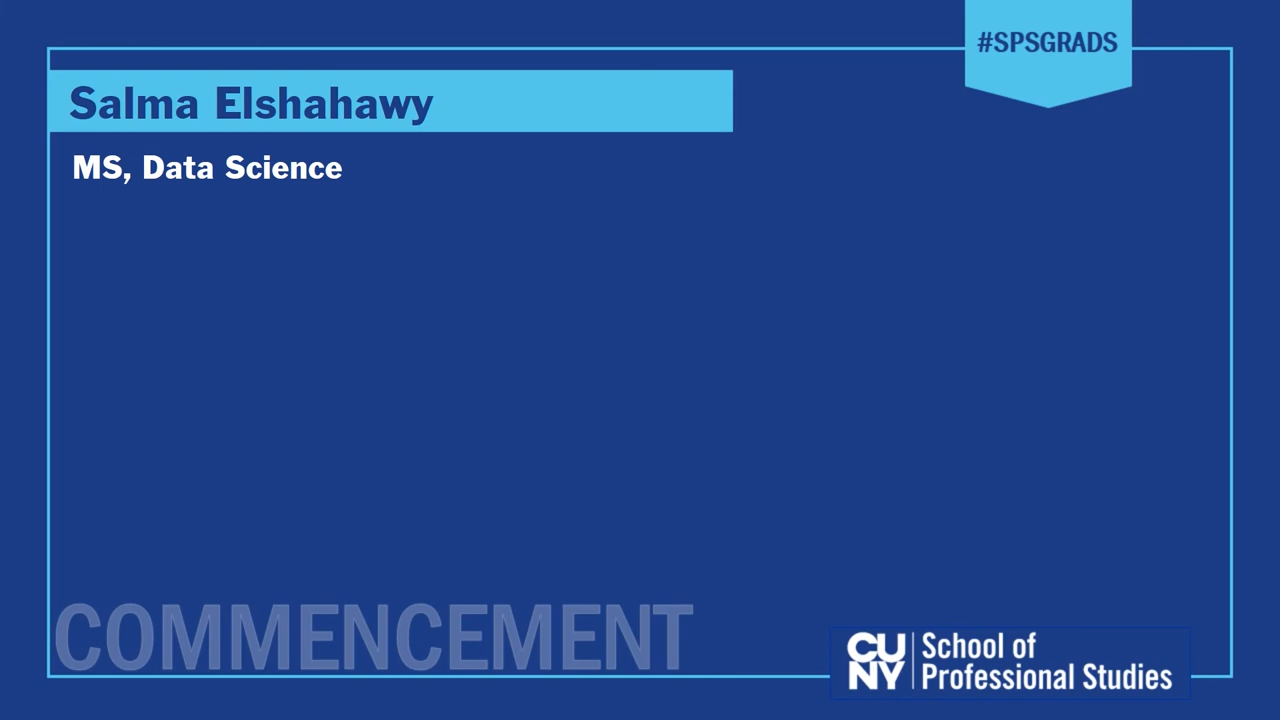 #SPSGRADS
Salma Elshahawy
MS, Data Science
COMMENCEMENT
CUNY
School of
Professional Studies